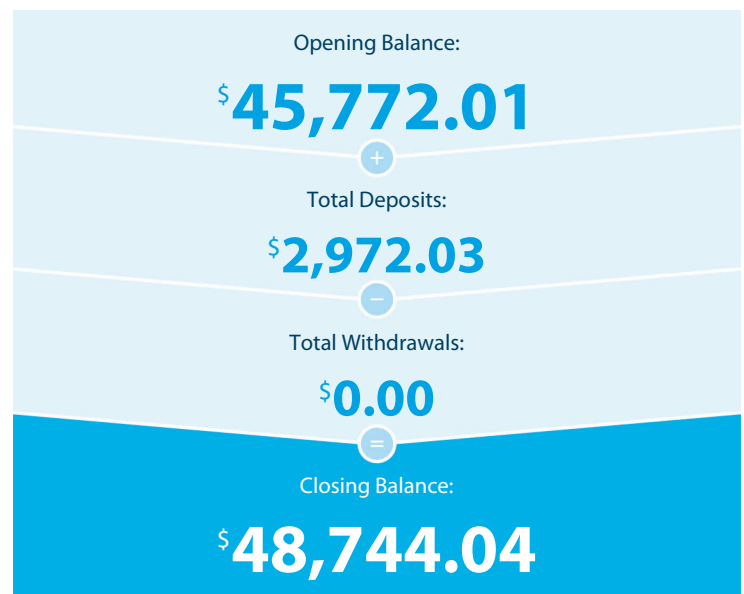 Opening Balance:
$45,772.01
+
Total Deposits:
$2,972.03
−
Total Withdrawals:
$0.00
=
Closing Balance:
$48,744.04